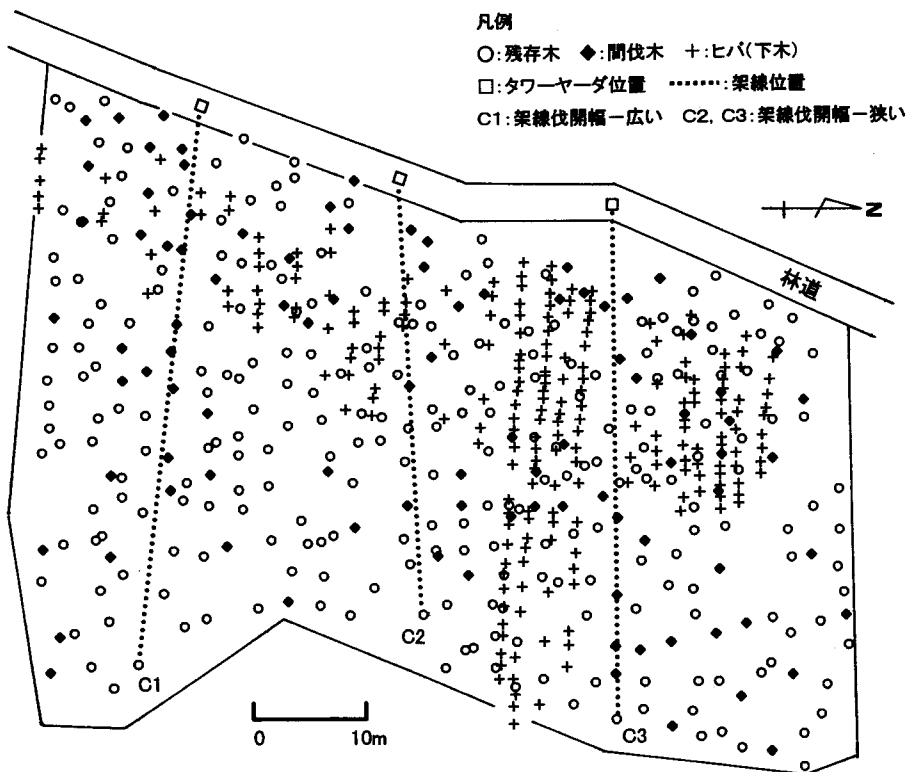 凡例
○:残存木 ◆:間伐木 +:ヒバ(下木)
□:タワーヤーダ位置 ••••••••:架線位置
C1:架線伐開幅ー広い C2, C3:架線伐開幅ー狭い
N
林道
C1
C2
C3
0 10m